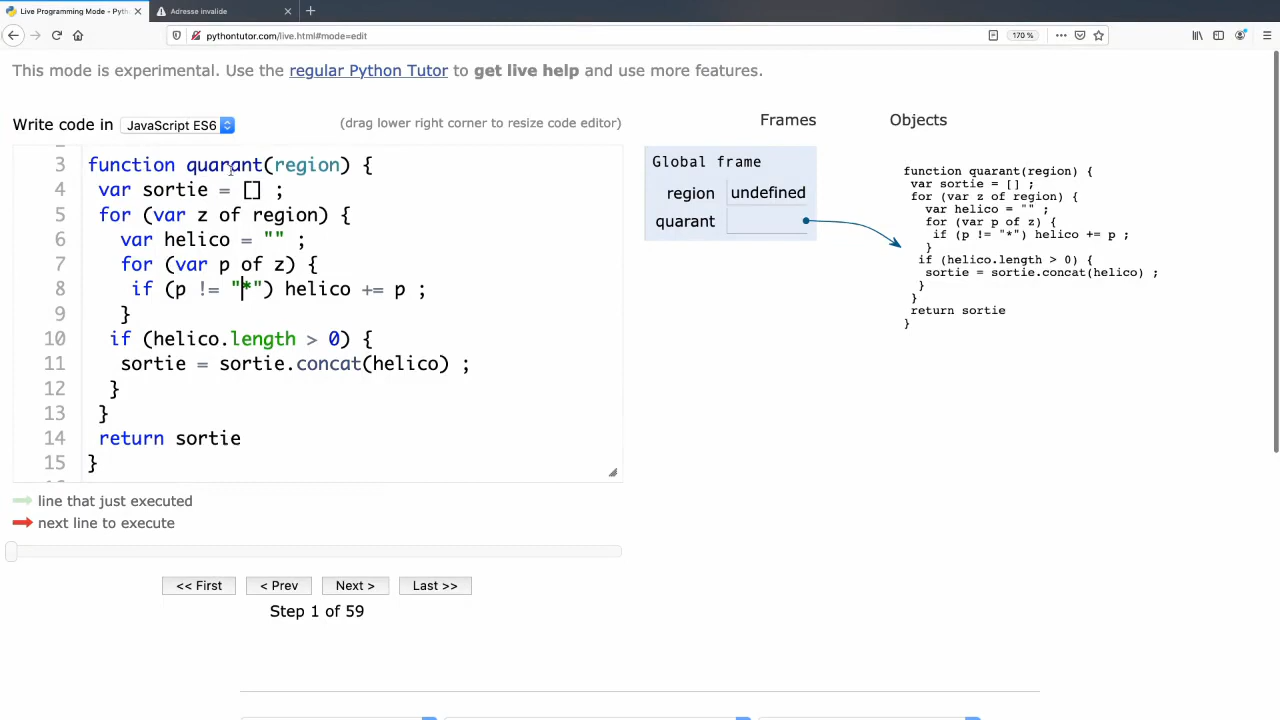 Live Programming Mode - Pyth
Adresse invalide
pythontutor.com/live.html#mode=edit
170 %
This mode is experimental. Use the regular Python Tutor to get live help and use more features.
Write code in JavaScript ES6
(drag lower right corner to resize code editor)
3 function quarant(region) {
4 var sortie = [] ;
5 for (var z of region) {
6 var helico = "" ;
7 for (var p of z) {
8 if (p != "*") helico += p ;
9 }
10 if (helico.length > 0) {
11 sortie = sortie.concat(helico) ;
12 }
13 }
14 return sortie
15 }
line that just executed
next line to execute
<< First
< Prev
Next >
Last >>
Step 1 of 59
Frames
Objects
Global frame
region undefined
quarant
function quarant(region) {
var sortie = [] ;
for (var z of region) {
var helico = "" ;
for (var p of z) {
if (p != "*") helico += p ;
}
if (helico.length > 0) {
sortie = sortie.concat(helico) ;
}
}
return sortie
}